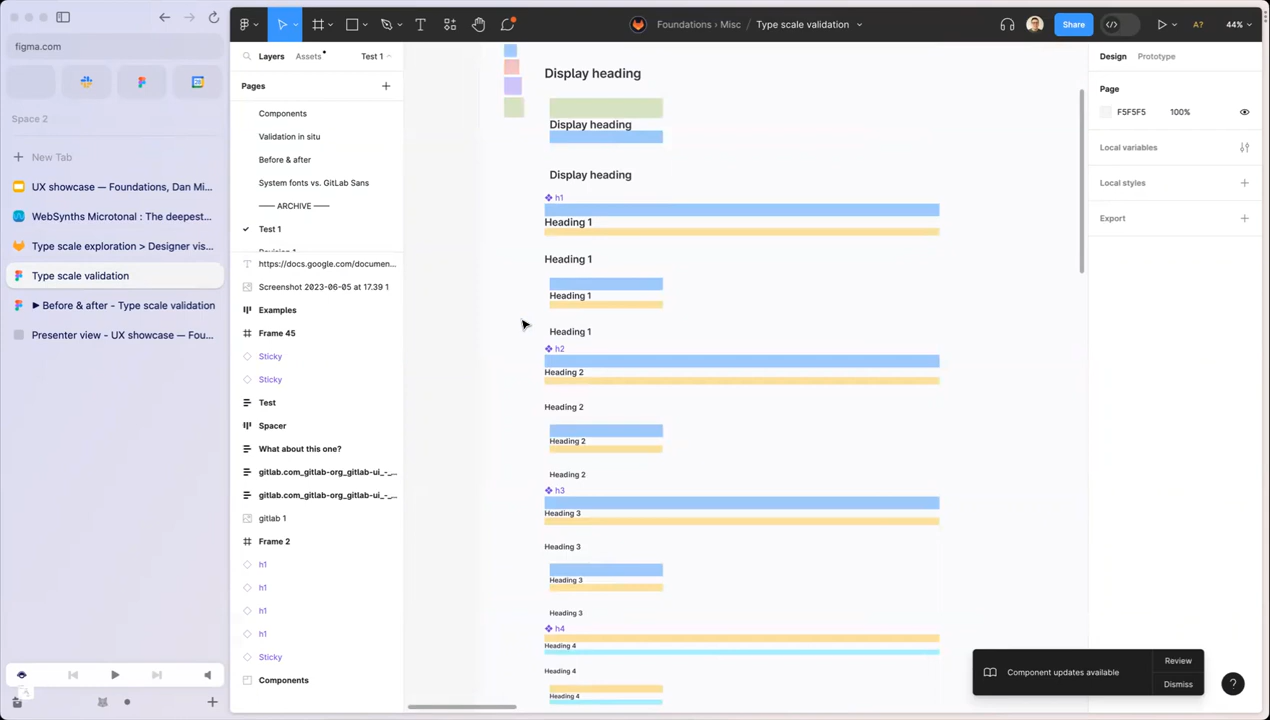 figma.com
Space 2
New Tab
UX showcase — Foundations, Dan Mi...
WebSynths Microtonal : The deepest...
Type scale exploration > Designer vis...
Type scale validation
▶ Before & after - Type scale validation
Presenter view - UX showcase — Fou...
Foundations › Misc / Type scale validation
Share
A?
44%
Layers
Assets
Test 1
Pages
Components
Validation in situ
Before & after
System fonts vs. GitLab Sans
—— ARCHIVE ——
Test 1
https://docs.google.com/documen...
Screenshot 2023-06-05 at 17.39 1
Examples
Frame 45
Sticky
Sticky
Test
Spacer
What about this one?
gitlab.com_gitlab-org_gitlab-ui_-_...
gitlab.com_gitlab-org_gitlab-ui_-_...
gitlab 1
Frame 2
h1
h1
h1
h1
Sticky
Components
Display heading
Display heading
Display heading
h1
Heading 1
Heading 1
Heading 1
Heading 1
h2
Heading 2
Heading 2
Heading 2
Heading 2
h3
Heading 3
Heading 3
Heading 3
Heading 3
h4
Heading 4
Heading 4
Heading 4
Design
Prototype
Page
F5F5F5
100%
Local variables
Local styles
Export
Component updates available
Review
Dismiss
?